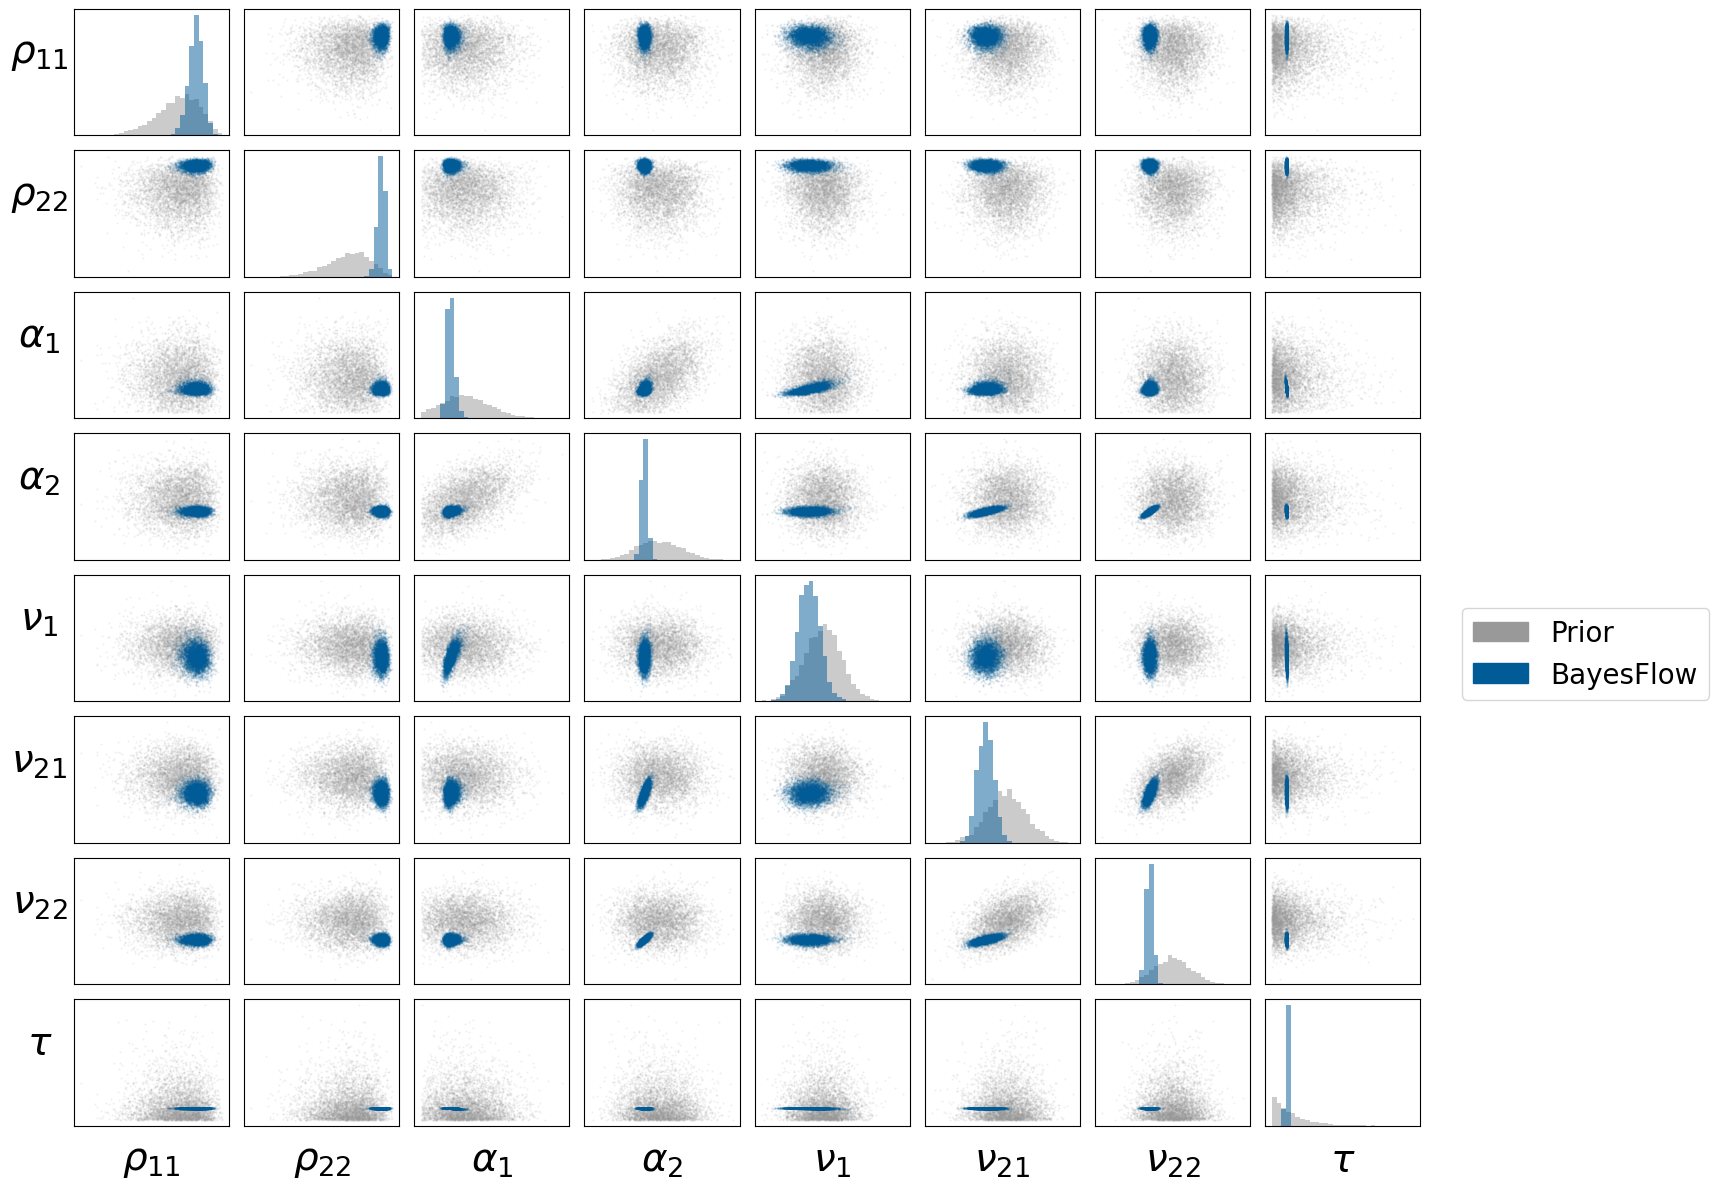 ρ₁₁
ρ₂₂
α₁
α₂
ν₁
ν₂₁
ν₂₂
τ
ρ₁₁ ρ₂₂ α₁ α₂ ν₁ ν₂₁ ν₂₂ τ
Prior
BayesFlow